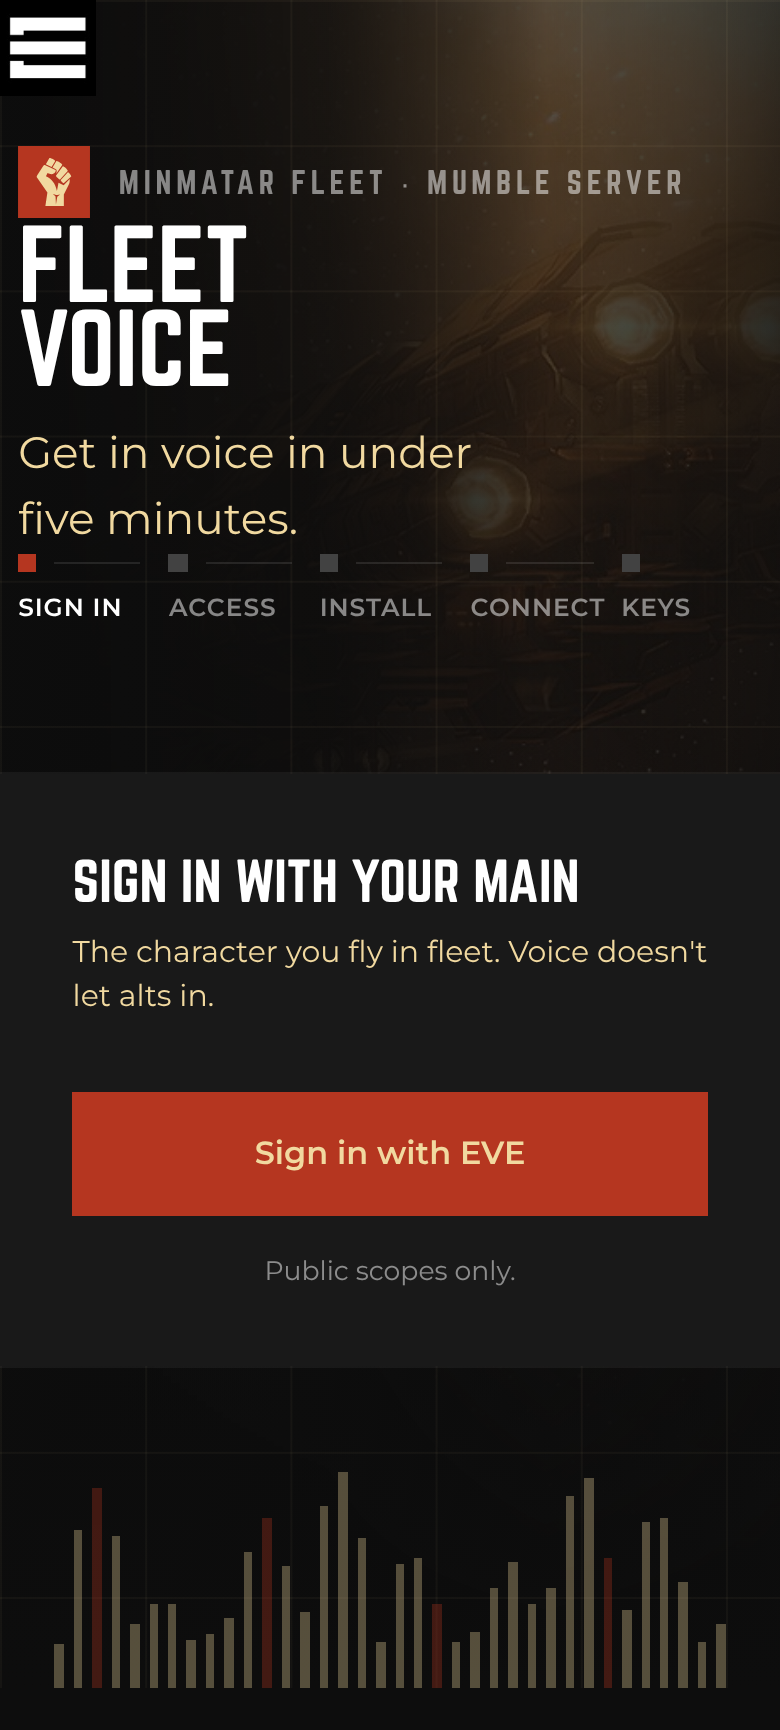 MINMATAR FLEET · MUMBLE SERVER
FLEET
VOICE
Get in voice in under
five minutes.
SIGN IN ACCESS INSTALL CONNECT KEYS
SIGN IN WITH YOUR MAIN
The character you fly in fleet. Voice doesn't
let alts in.
Sign in with EVE
Public scopes only.